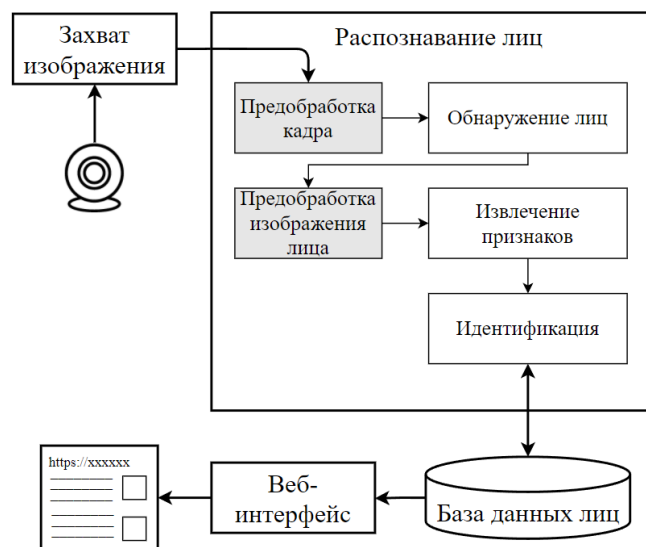 Захват
изображения
Распознавание лиц
Предобработка
кадра
Обнаружение лиц
Предобработка
изображения
лица
Извлечение
признаков
Идентификация
https://xxxxxx
Веб-
интерфейс
База данных лиц